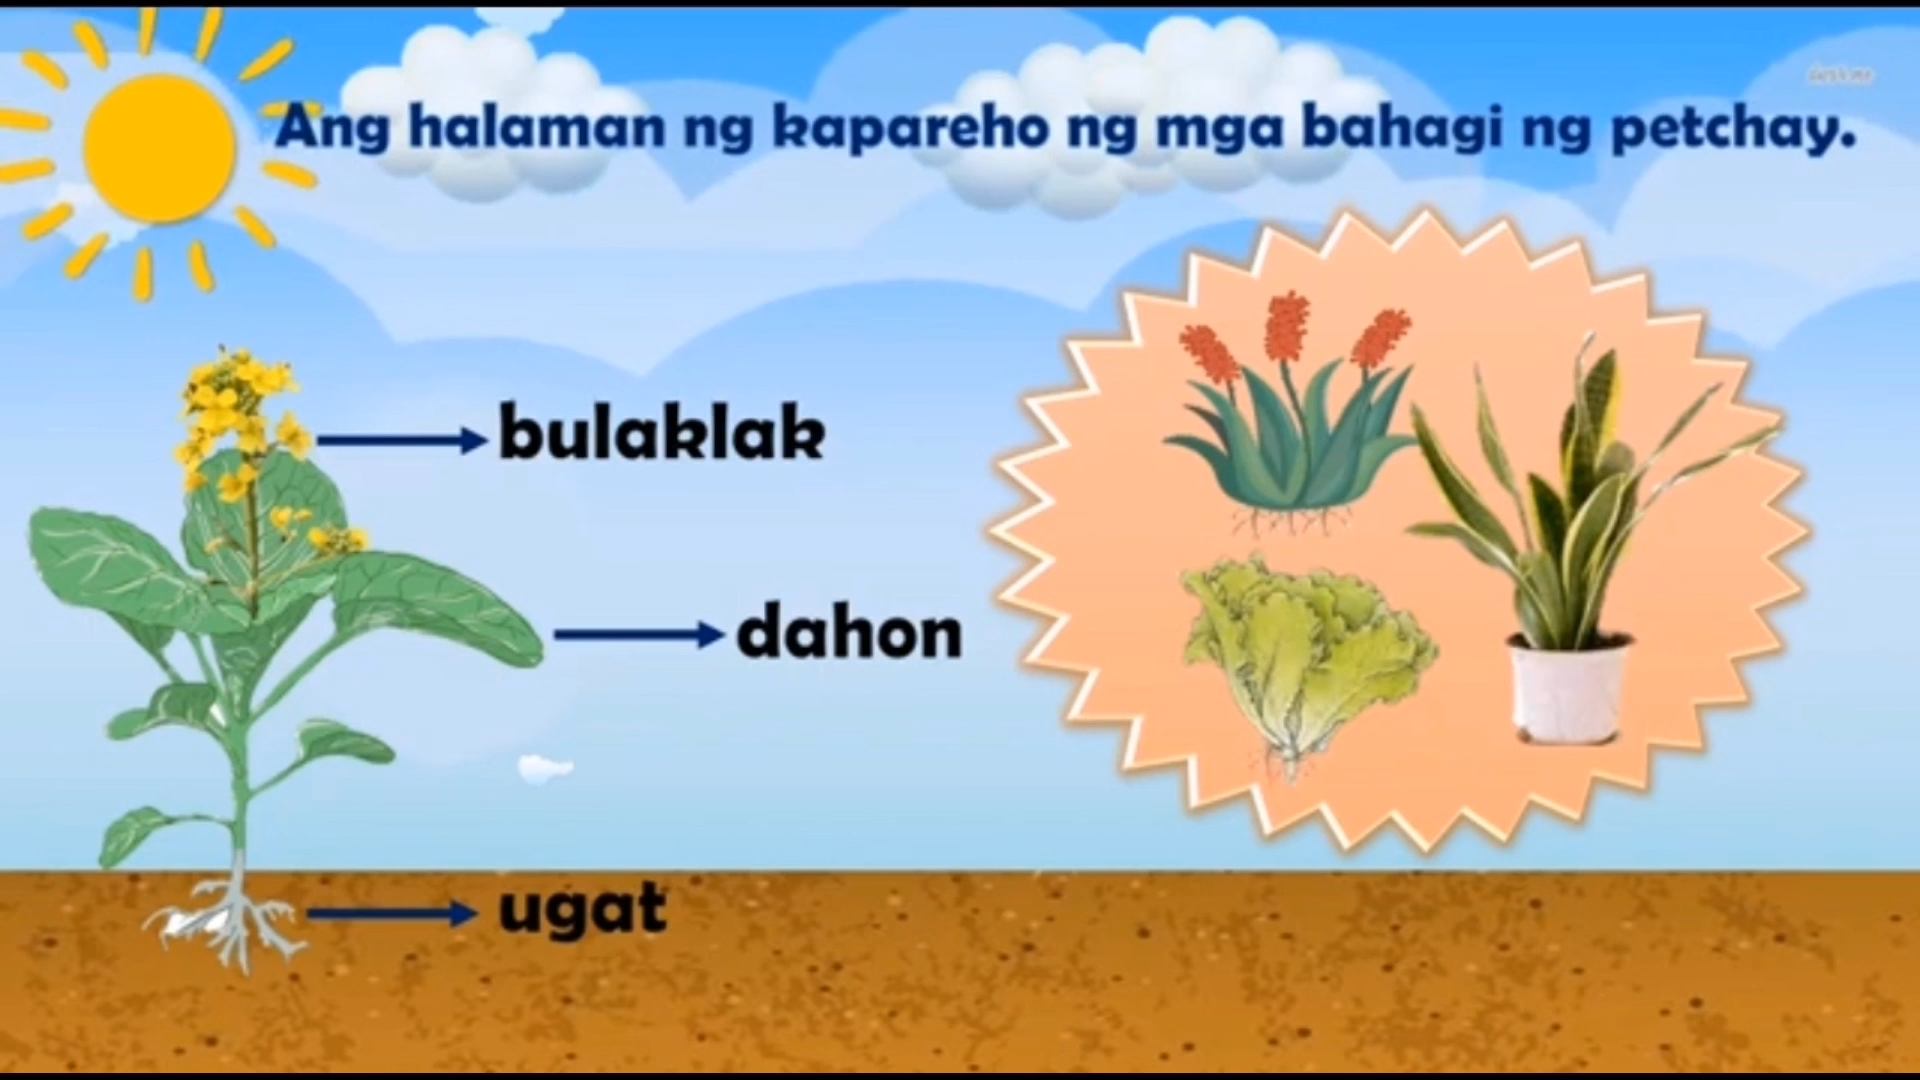 Ang halaman ng kapareho ng mga bahagi ng petchay.
bulaklak
dahon
ugat